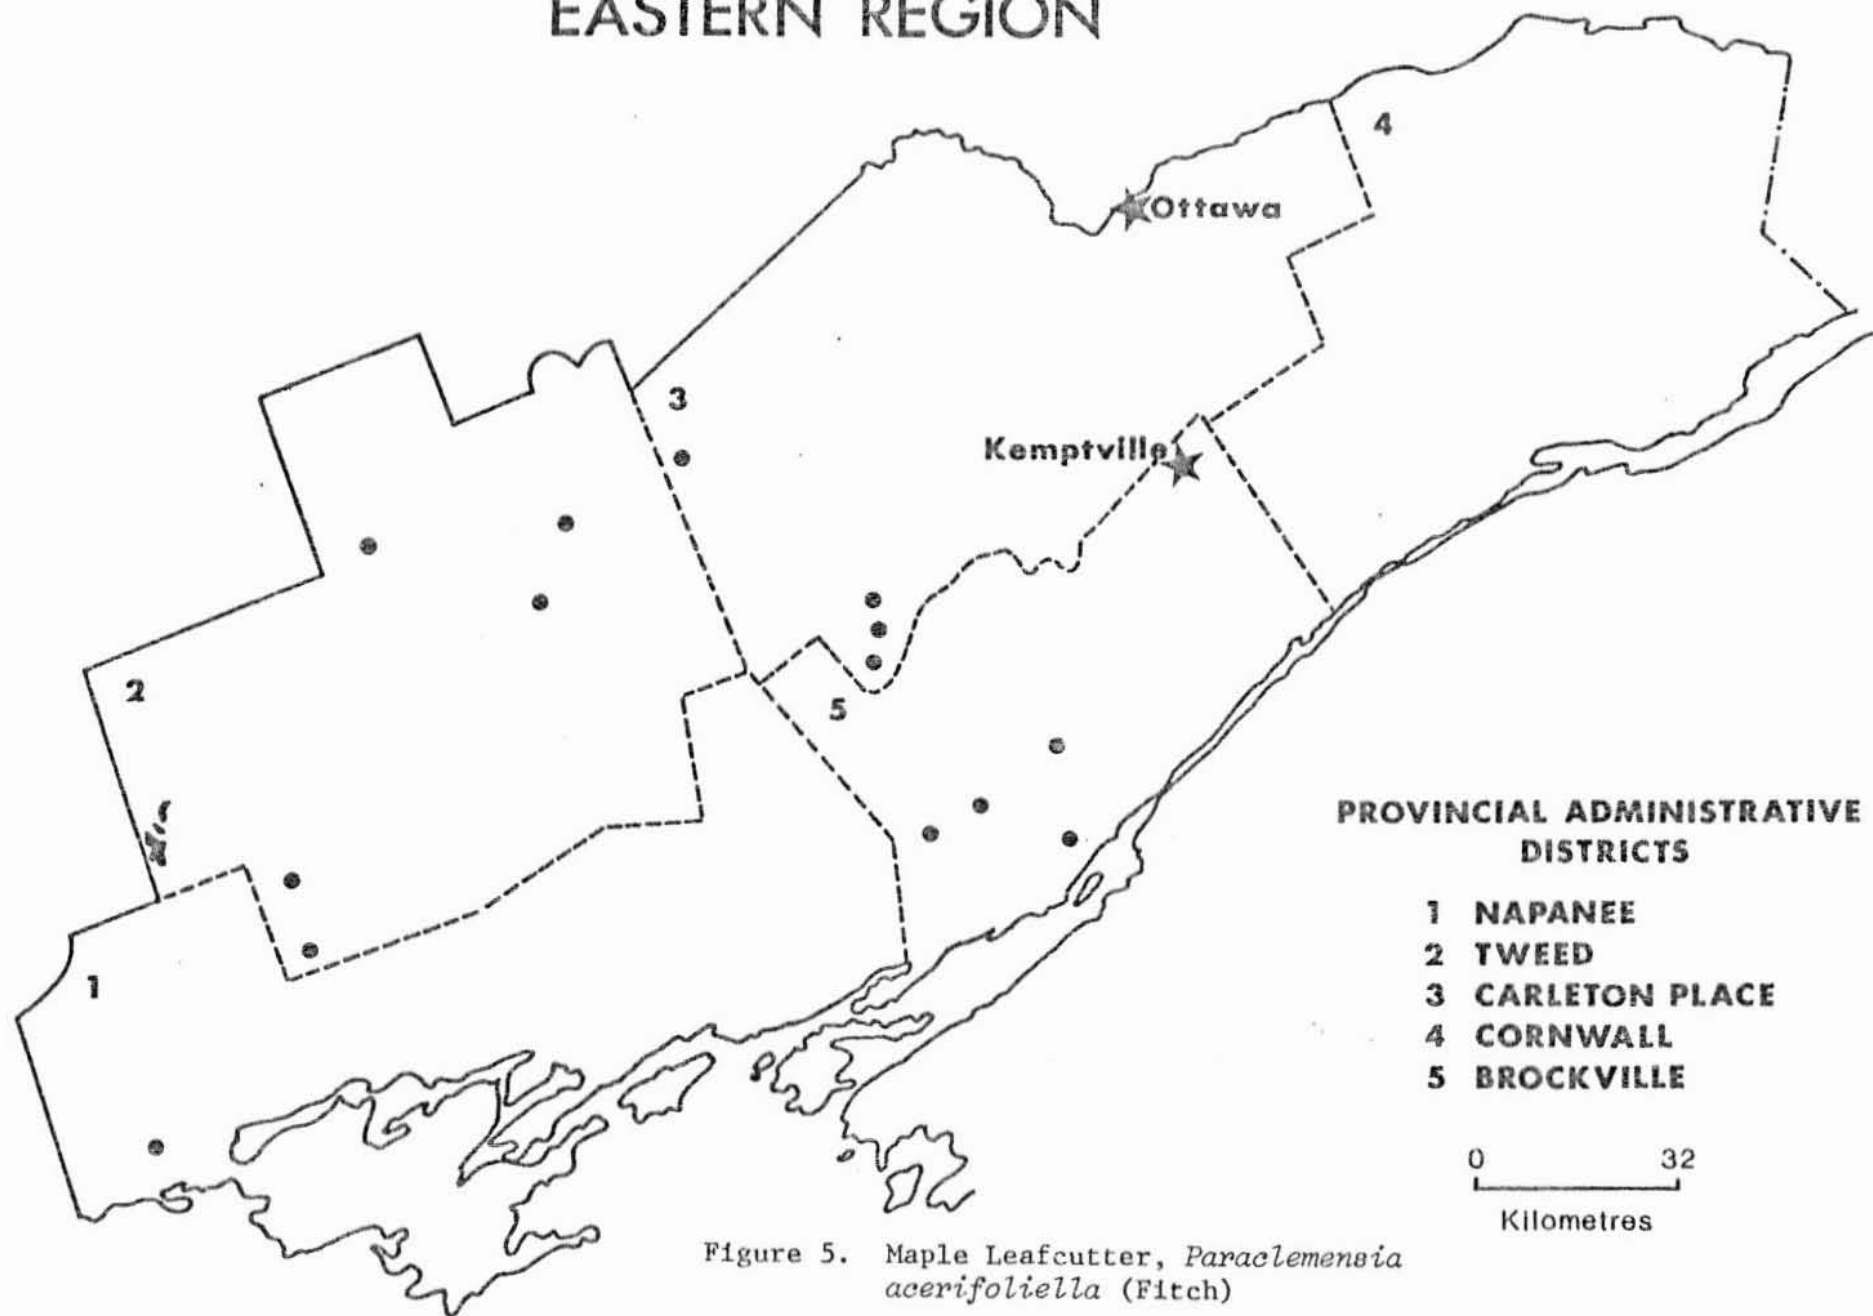 EASTERN REGION
4
Ottawa
3
Kemptville
2
5
1
PROVINCIAL ADMINISTRATIVE
DISTRICTS
1 NAPANEE
2 TWEED
3 CARLETON PLACE
4 CORNWALL
5 BROCKVILLE
0 32
Kilometres
Figure 5. Maple Leafcutter, Paraclemensia
acerifoliella (Fitch)